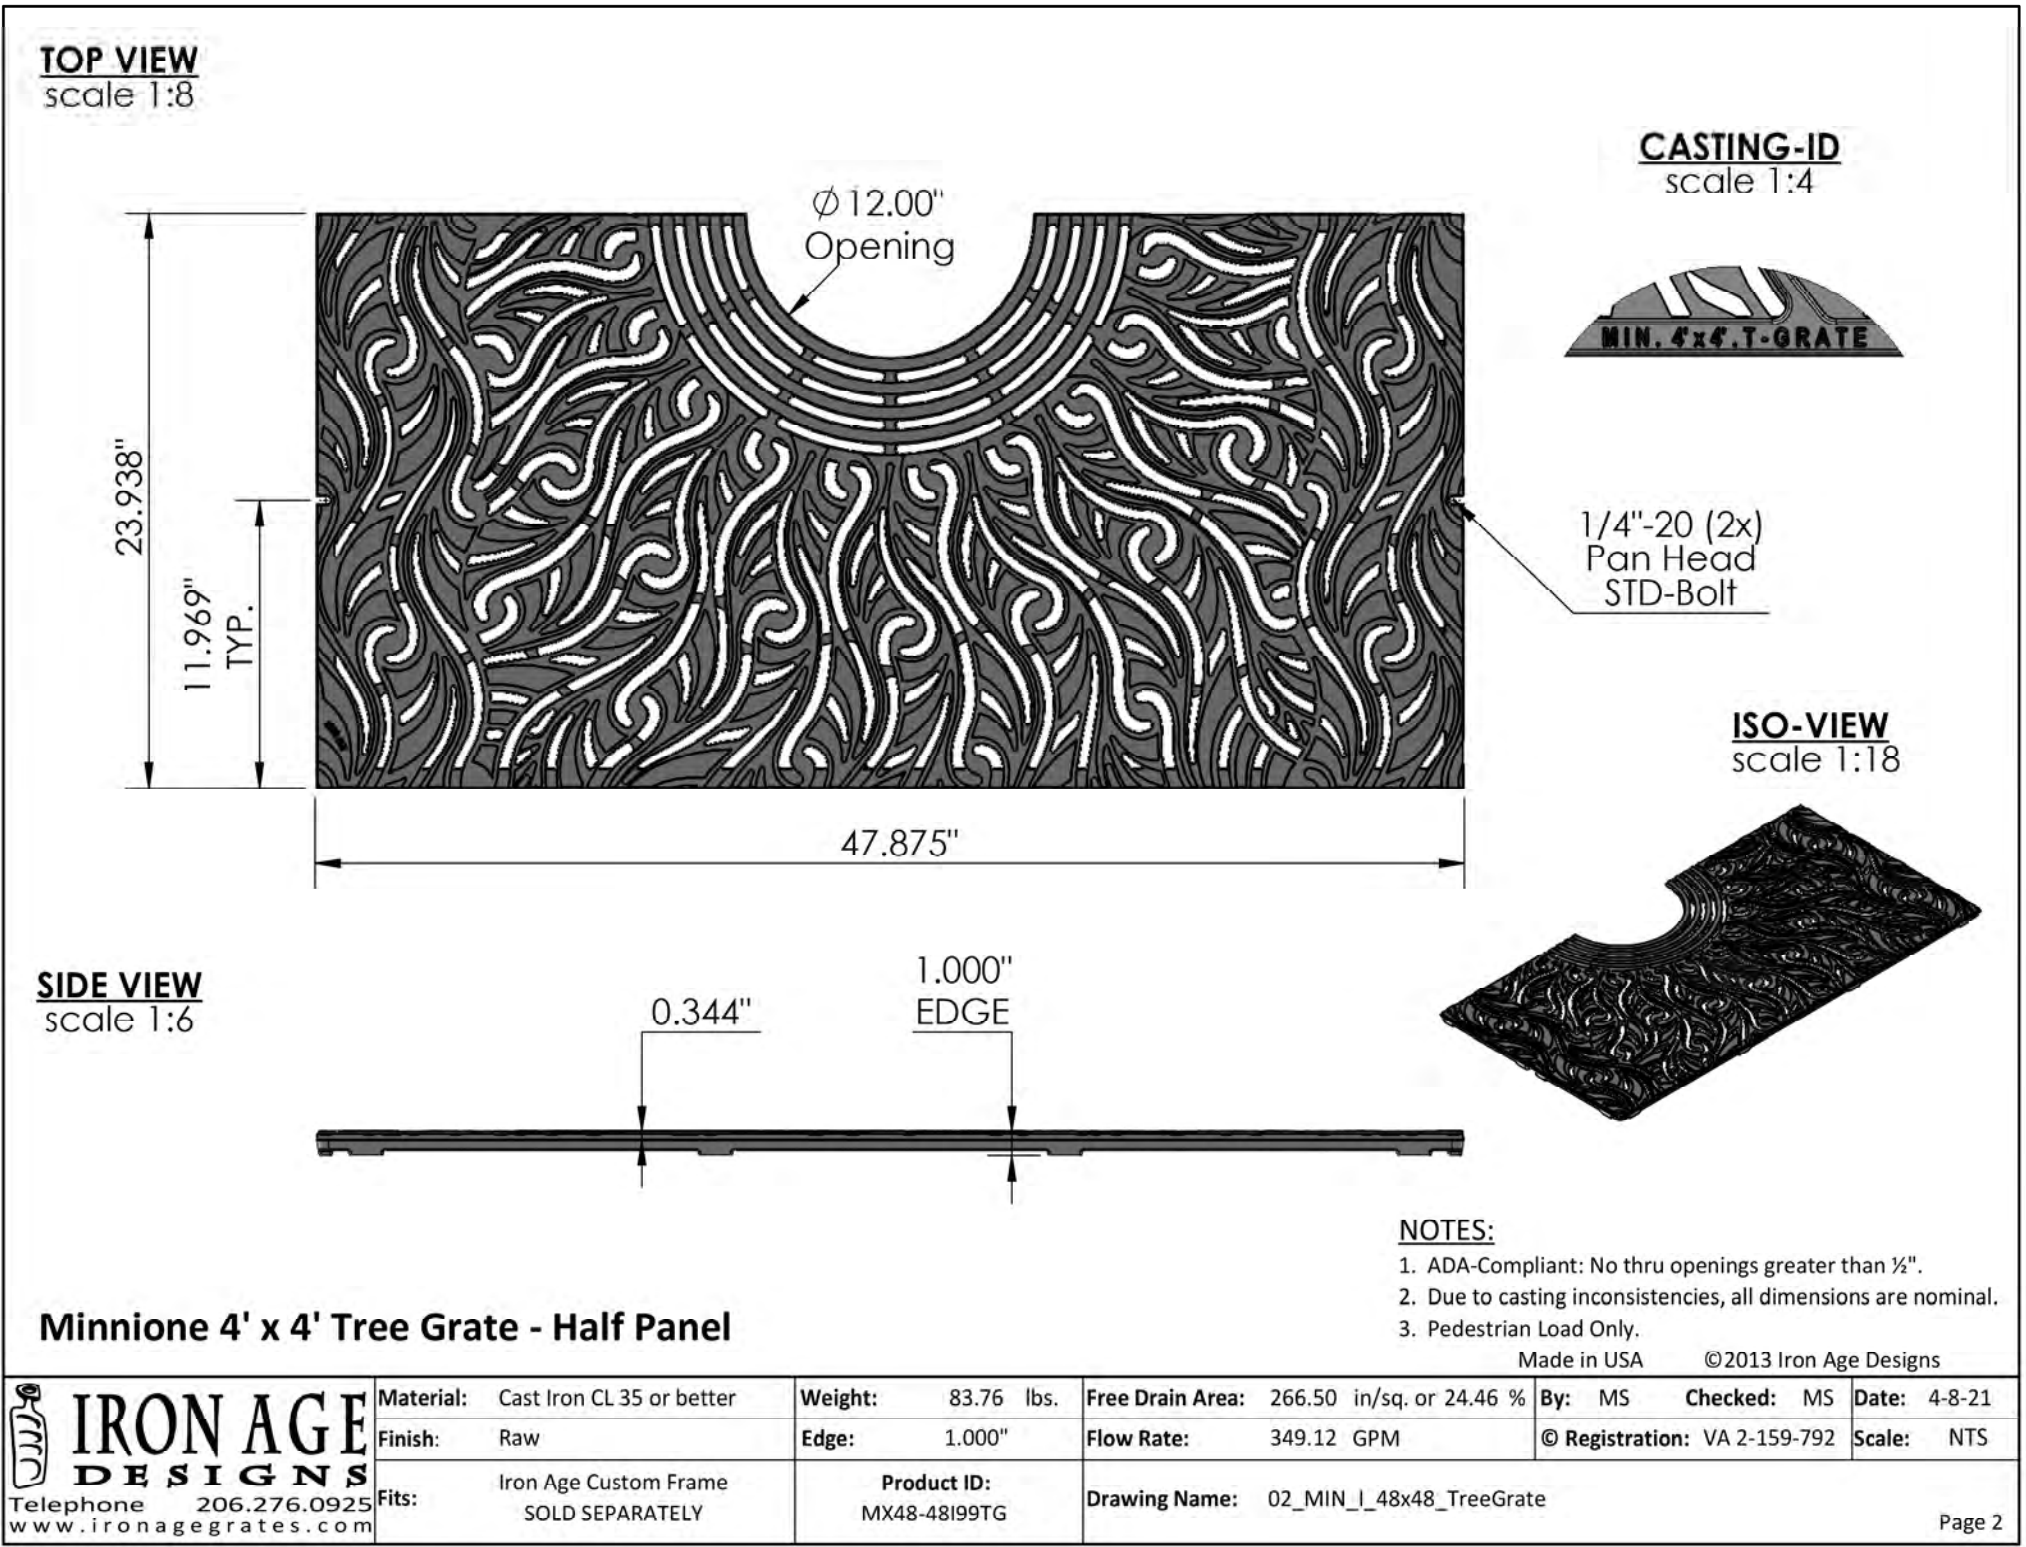 TOP VIEW
scale 1:8
Ø 12.00"
Opening
CASTING-ID
scale 1:4
MIN. 4'x4'. T-GRATE
23.938"
11.969"
TYP.
1/4"-20 (2x)
Pan Head
STD-Bolt
47.875"
ISO-VIEW
scale 1:18
SIDE VIEW
scale 1:6
0.344"
1.000"
EDGE
NOTES:
1. ADA-Compliant: No thru openings greater than ½".
2. Due to casting inconsistencies, all dimensions are nominal.
3. Pedestrian Load Only.
Made in USA ©2013 Iron Age Designs
Minnione 4' x 4' Tree Grate - Half Panel
IRON AGE
DESIGNS
Telephone 206.276.0925
www.ironagegrates.com
Material: Cast Iron CL 35 or better
Finish: Raw
Fits: Iron Age Custom Frame
SOLD SEPARATELY
Weight: 83.76 lbs.
Edge: 1.000"
Product ID:
MX48-48I99TG
Free Drain Area: 266.50 in/sq. or 24.46 %
Flow Rate: 349.12 GPM
Drawing Name: 02_MIN_I_48x48_TreeGrate
By: MS Checked: MS Date: 4-8-21
© Registration: VA 2-159-792 Scale: NTS
Page 2